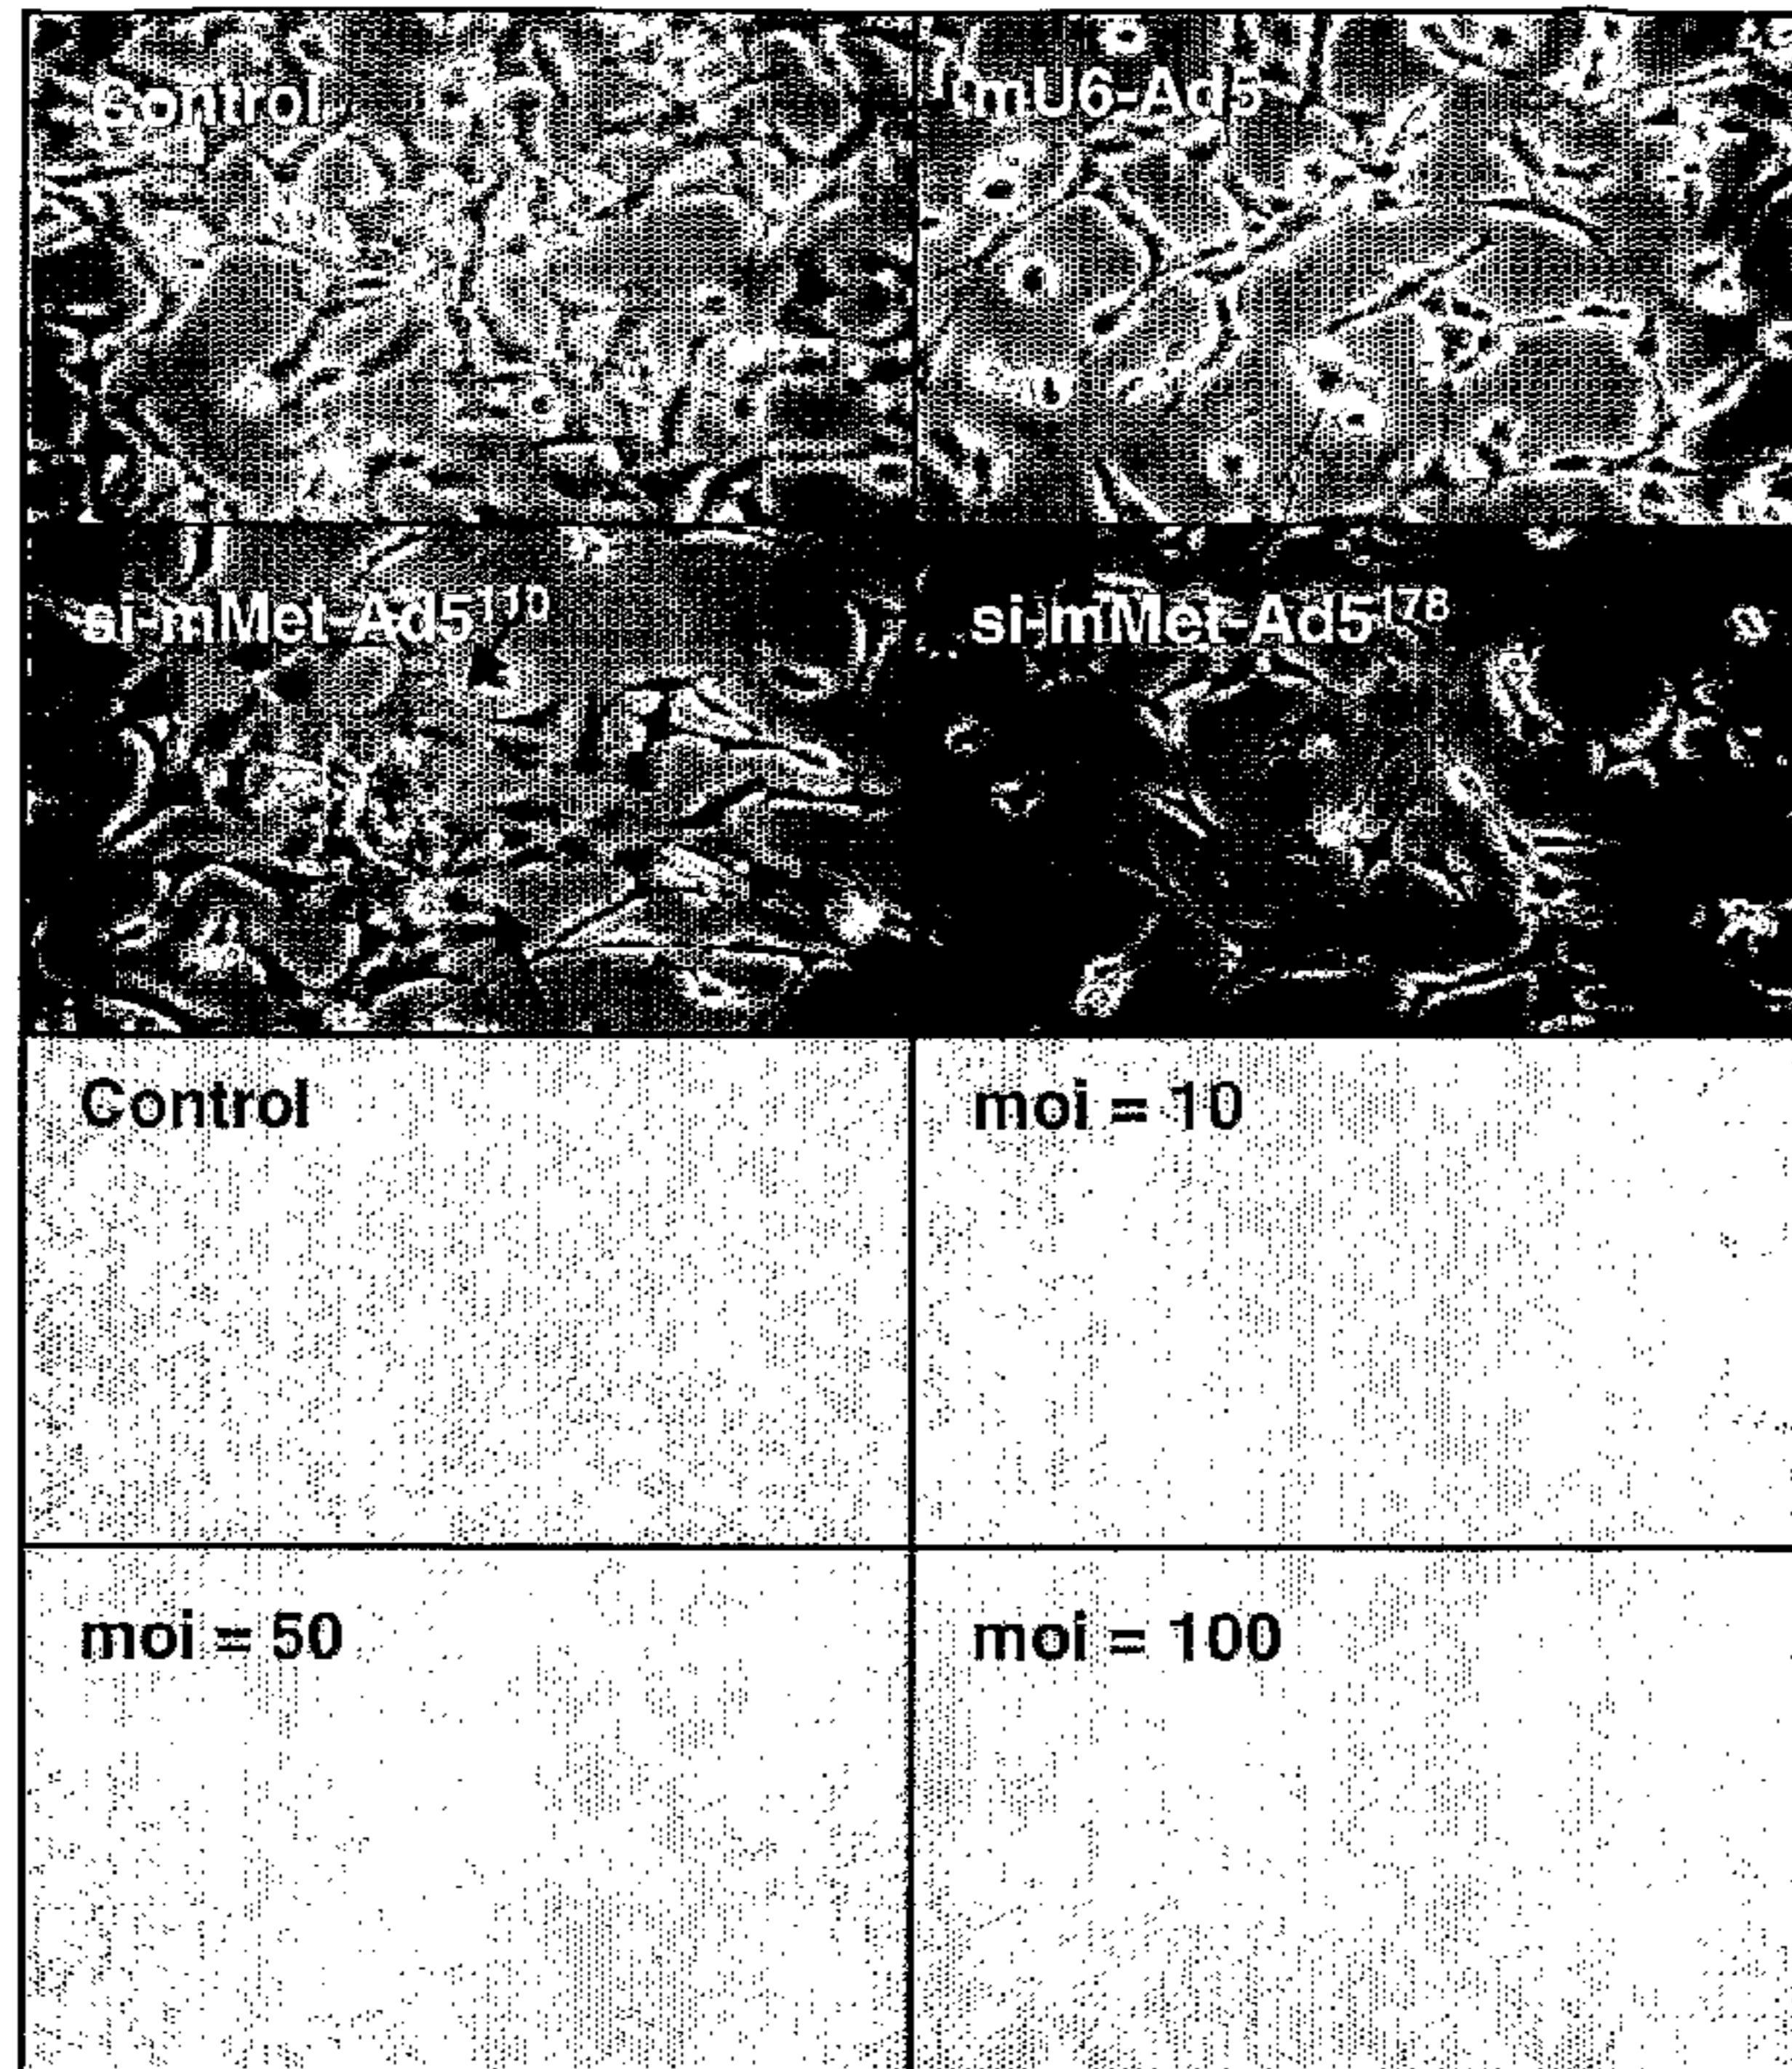 Control
mU6-Ad5
si-mMet-Ad5¹¹⁰
si-mMet-Ad5¹⁷⁸
Control
moi = 10
moi = 50
moi = 100